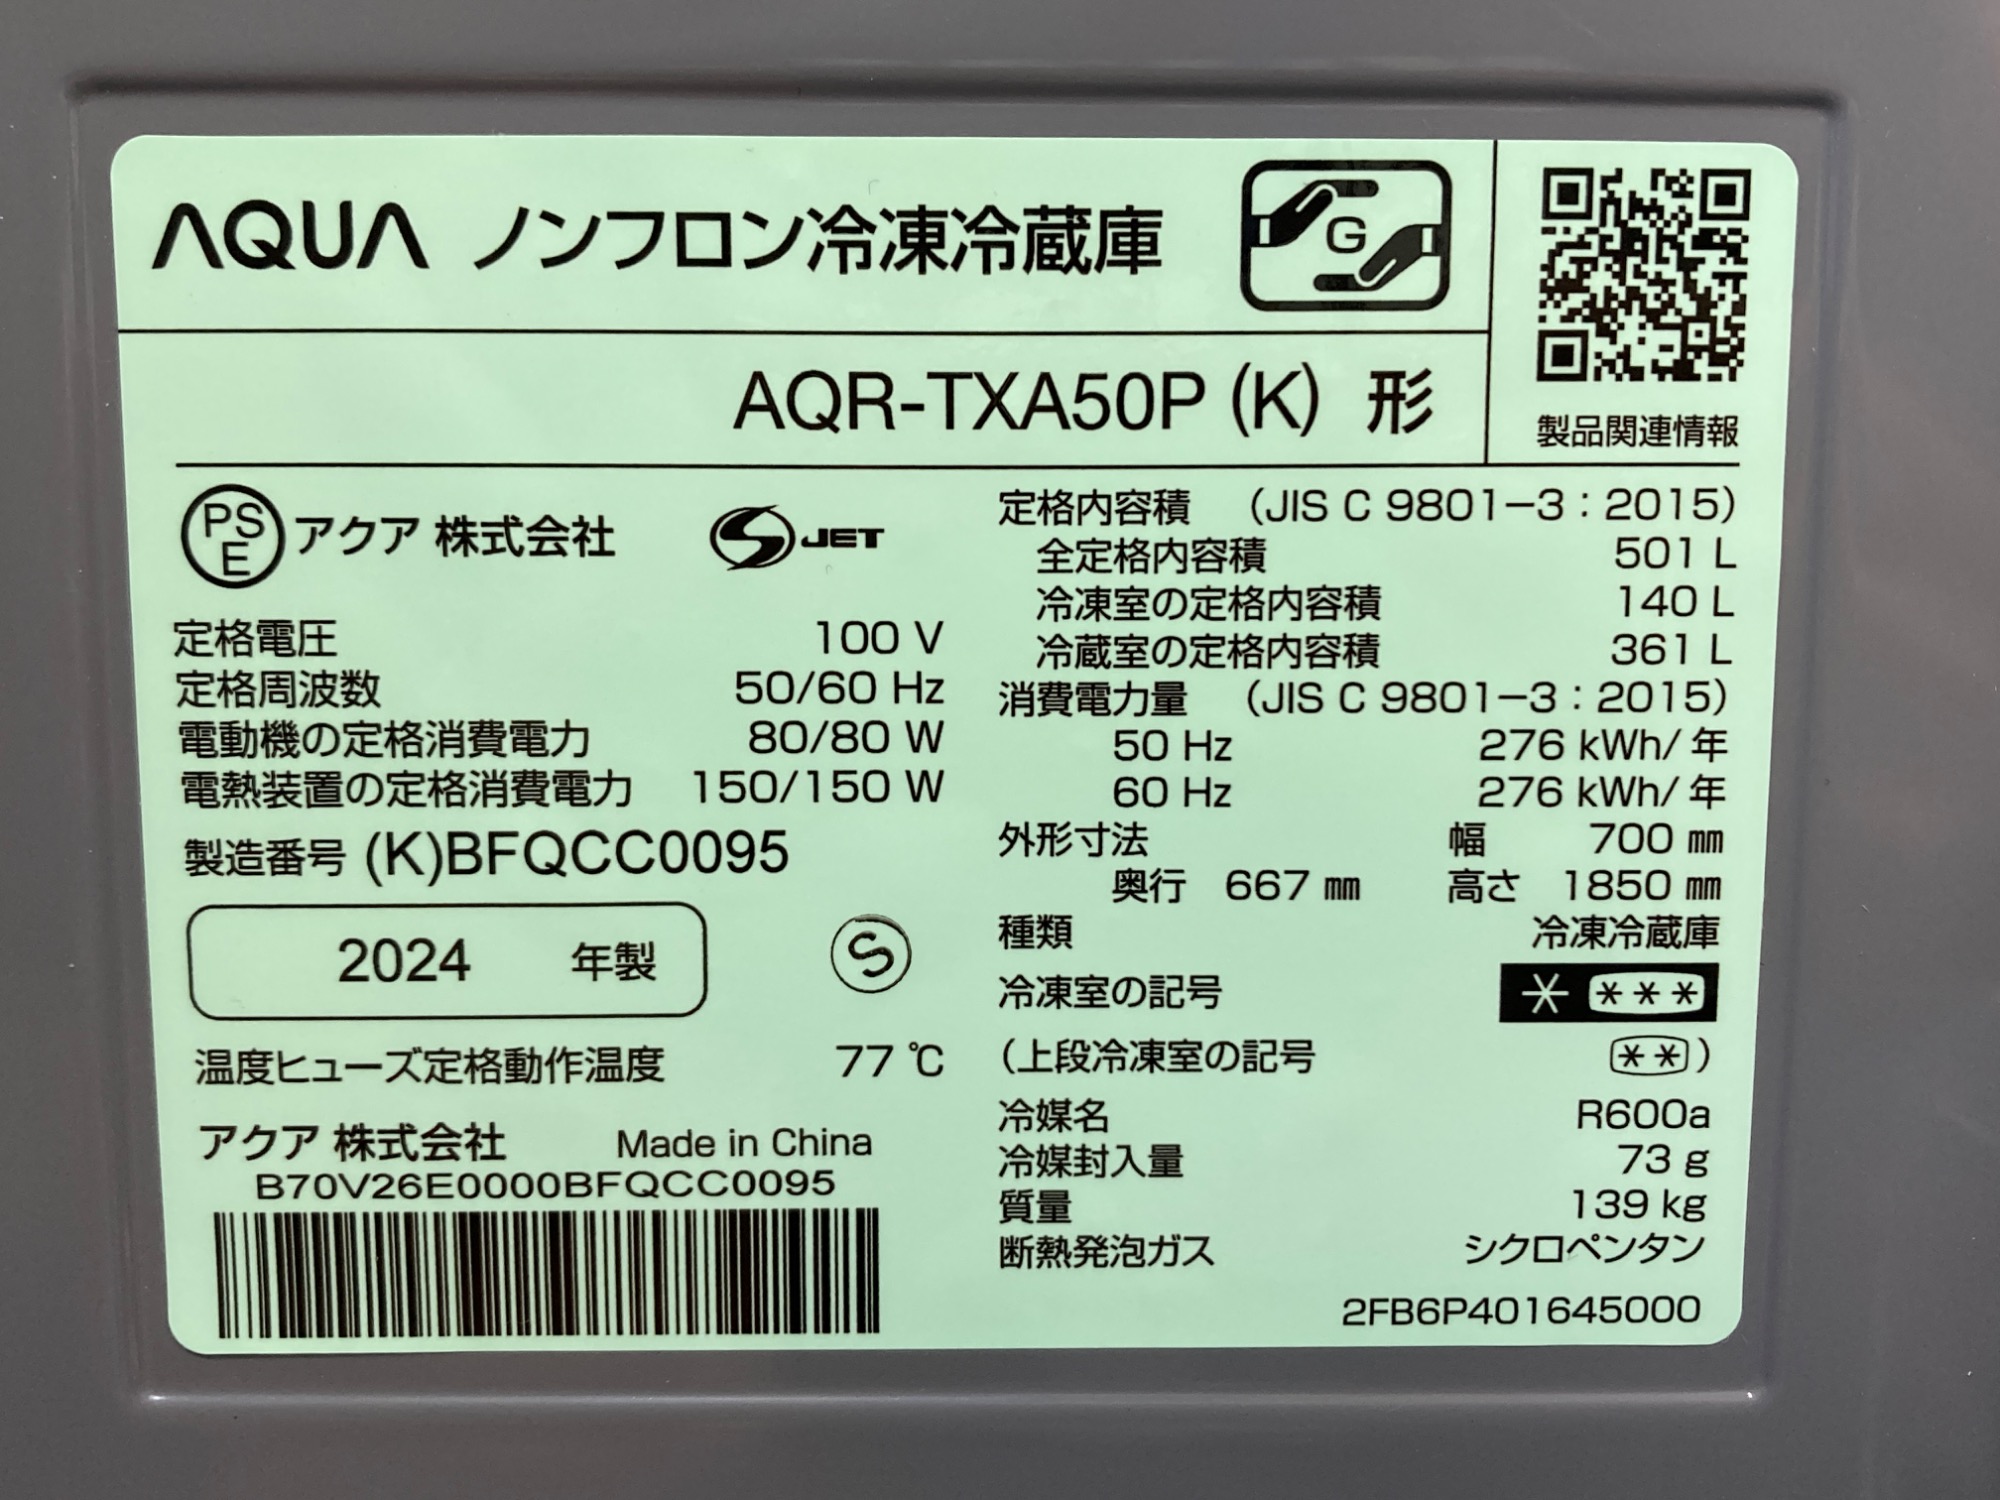 AQUA ノンフロン冷凍冷蔵庫
G
AQR-TXA50P (K) 形
製品関連情報
PS
E
アクア 株式会社
S JET
定格電圧 100 V
定格周波数 50/60 Hz
電動機の定格消費電力 80/80 W
電熱装置の定格消費電力 150/150 W
製造番号 (K)BFQCC0095
2024 年製
S
温度ヒューズ定格動作温度 77 ℃
アクア 株式会社 Made in China
B70V26E0000BFQCC0095
定格内容積 (JIS C 9801-3:2015)
全定格内容積 501 L
冷凍室の定格内容積 140 L
冷蔵室の定格内容積 361 L
消費電力量 (JIS C 9801-3:2015)
50 Hz 276 kWh/年
60 Hz 276 kWh/年
外形寸法 幅 700 ㎜
奥行 667 ㎜ 高さ 1850 ㎜
種類 冷凍冷蔵庫
冷凍室の記号 * ***
(上段冷凍室の記号 **)
冷媒名 R600a
冷媒封入量 73 g
質量 139 kg
断熱発泡ガス シクロペンタン
2FB6P401645000